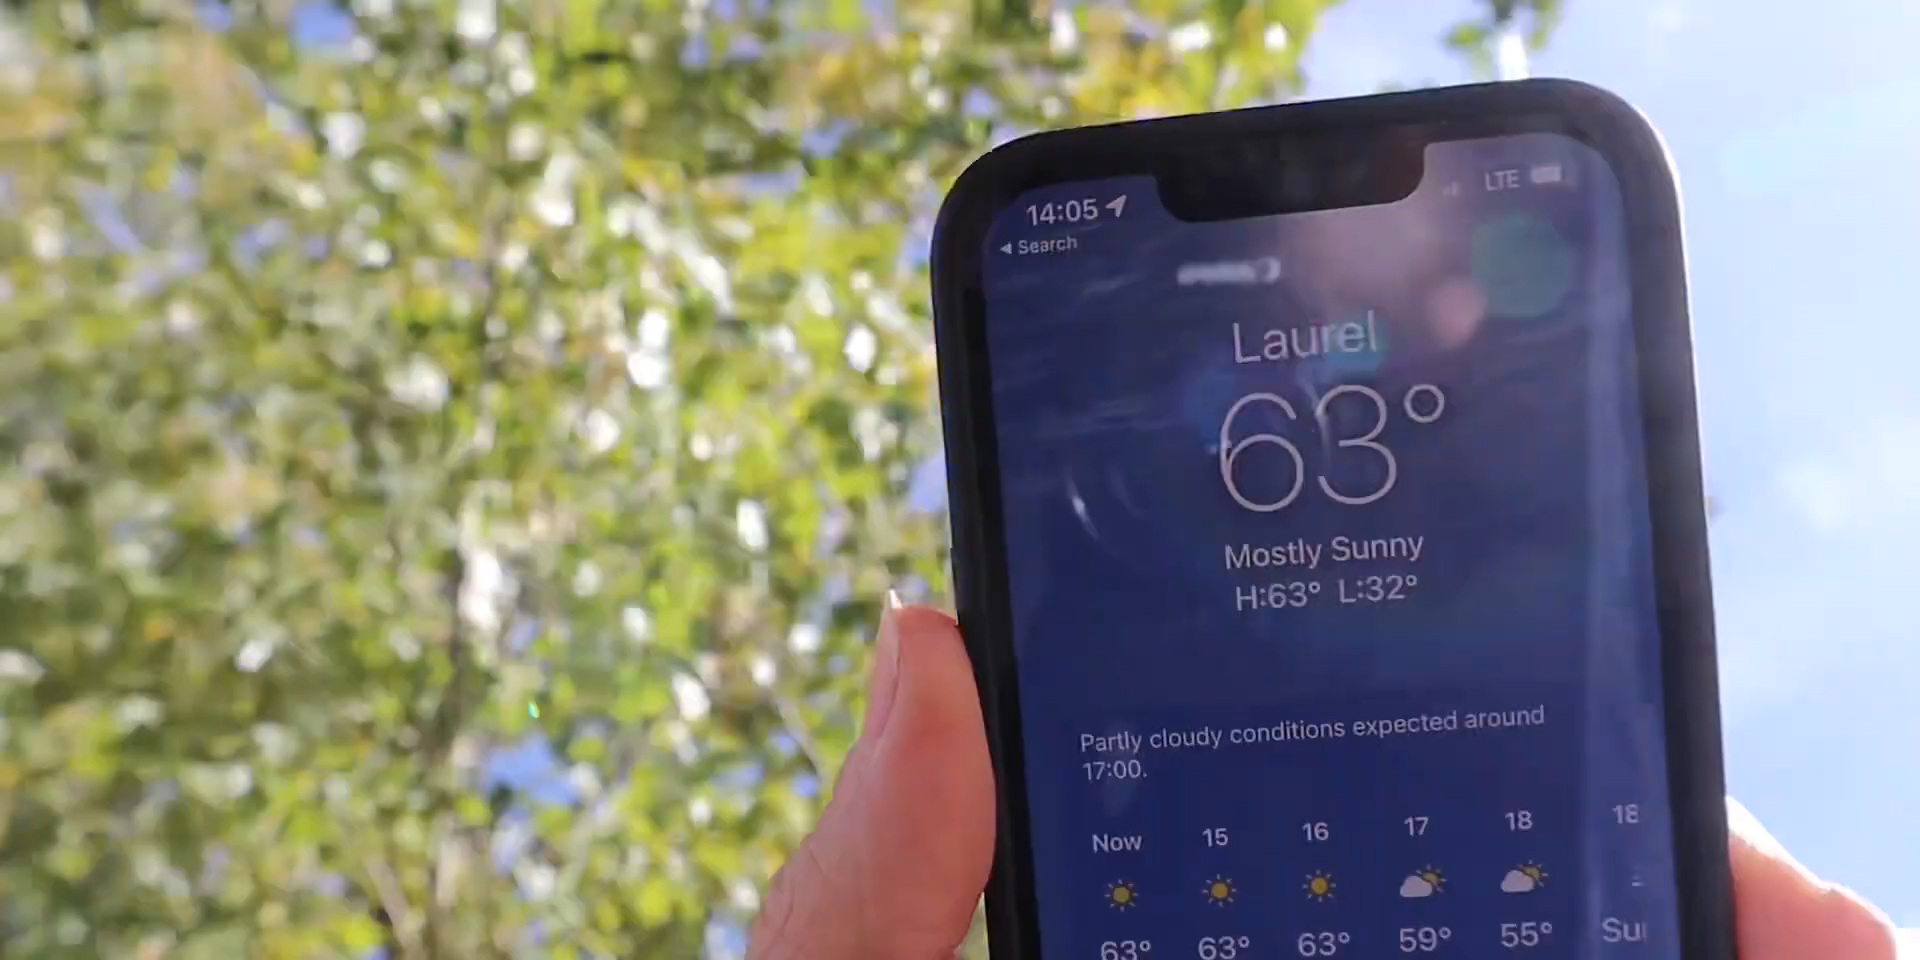 14:05
LTE
◀ Search
Laurel
63°
Mostly Sunny
H:63° L:32°
Partly cloudy conditions expected around
17:00.
Now 15 16 17 18 18
63° 63° 63° 59° 55° Su